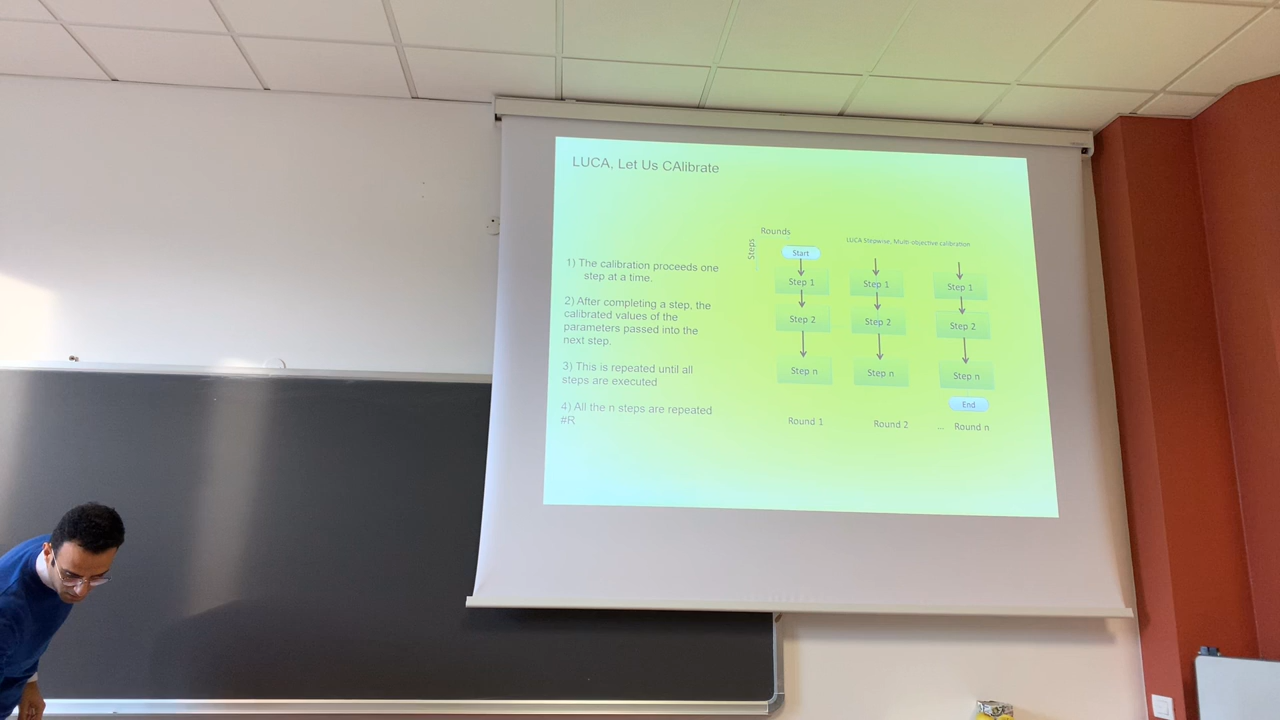 LUCA, Let Us CAlibrate
1) The calibration proceeds one
step at a time.
2) After completing a step, the
calibrated values of the
parameters passed into the
next step.
3) This is repeated until all
steps are executed
4) All the n steps are repeated
#R
Rounds
Steps
LUCA Stepwise, Multi-objective calibration
Start
Step 1
Step 2
Step n
Round 1
Step 1
Step 2
Step n
Round 2
...
Step 1
Step 2
Step n
End
Round n